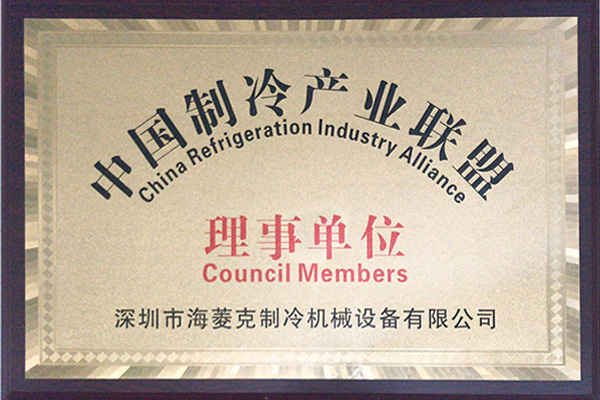 中国制冷产业联盟
China Refrigeration Industry Alliance
理事单位
Council Members
深圳市海菱克制冷机械设备有限公司